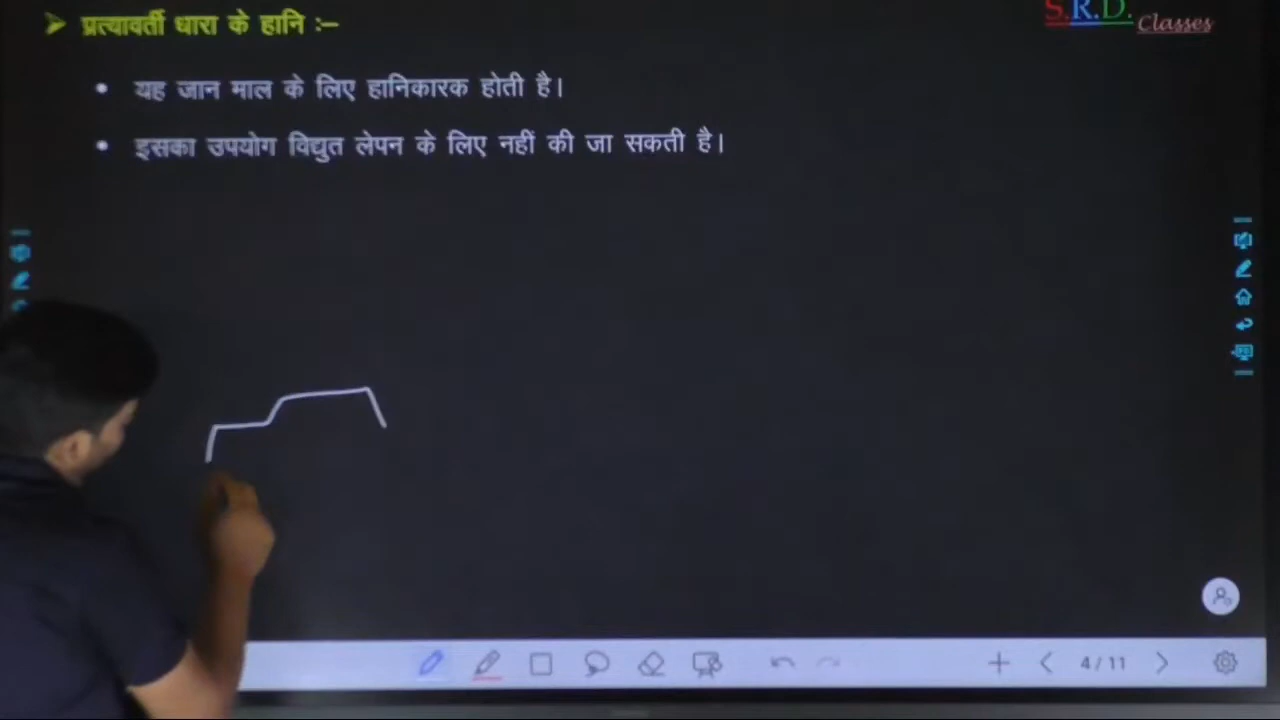 प्रत्यावर्ती धारा के हानि :–
S.R.D. Classes
यह जान माल के लिए हानिकारक होती है।
इसका उपयोग विद्युत लेपन के लिए नहीं की जा सकती है।
4/11